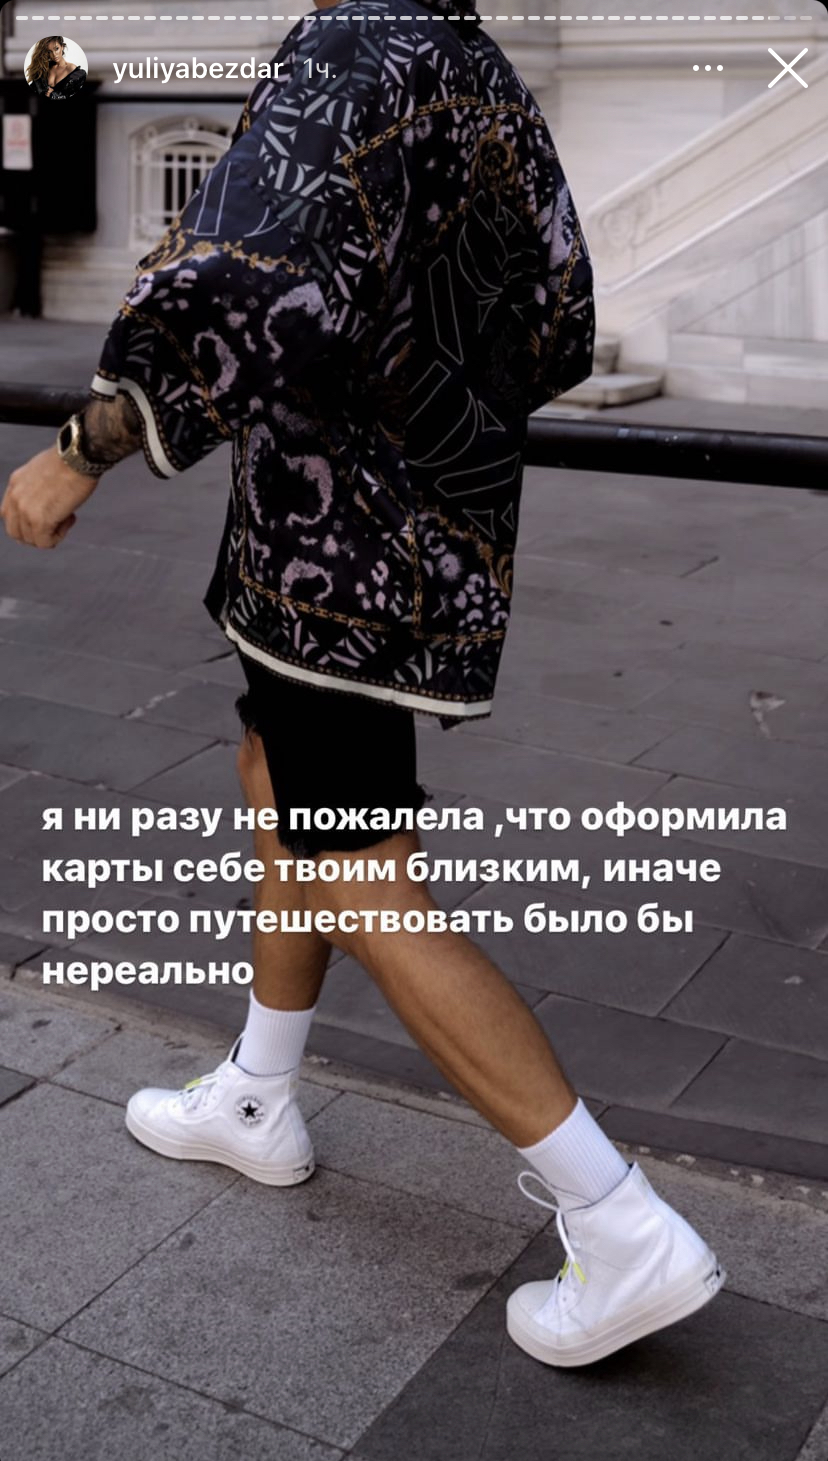 yuliyabezdar 1ч.
я ни разу не пожалела ,что оформила
карты себе твоим близким, иначе
просто путешествовать было бы
нереально